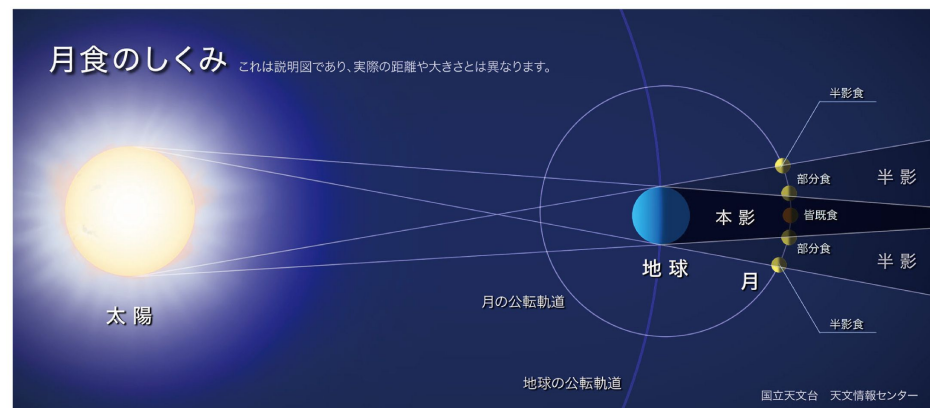 月食のしくみ これは説明図であり、実際の距離や大きさとは異なります。
半影食
部分食
半影
本影
皆既食
部分食
半影
地球
月
月の公転軌道
太陽
半影食
地球の公転軌道
国立天文台　天文情報センター